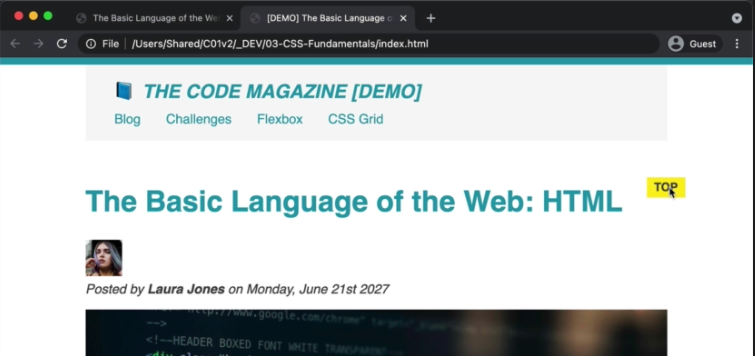 The Basic Language of the We
[DEMO] The Basic Language o
File /Users/Shared/C01v2/_DEV/03-CSS-Fundamentals/index.html
Guest
📘 THE CODE MAGAZINE [DEMO]
Blog Challenges Flexbox CSS Grid
TOP
The Basic Language of the Web: HTML
Posted by Laura Jones on Monday, June 21st 2027
http://www.google.com/chrome" target=
-->
<!--HEADER BOXED FONT WHITE TRANSPARENT
<div class=